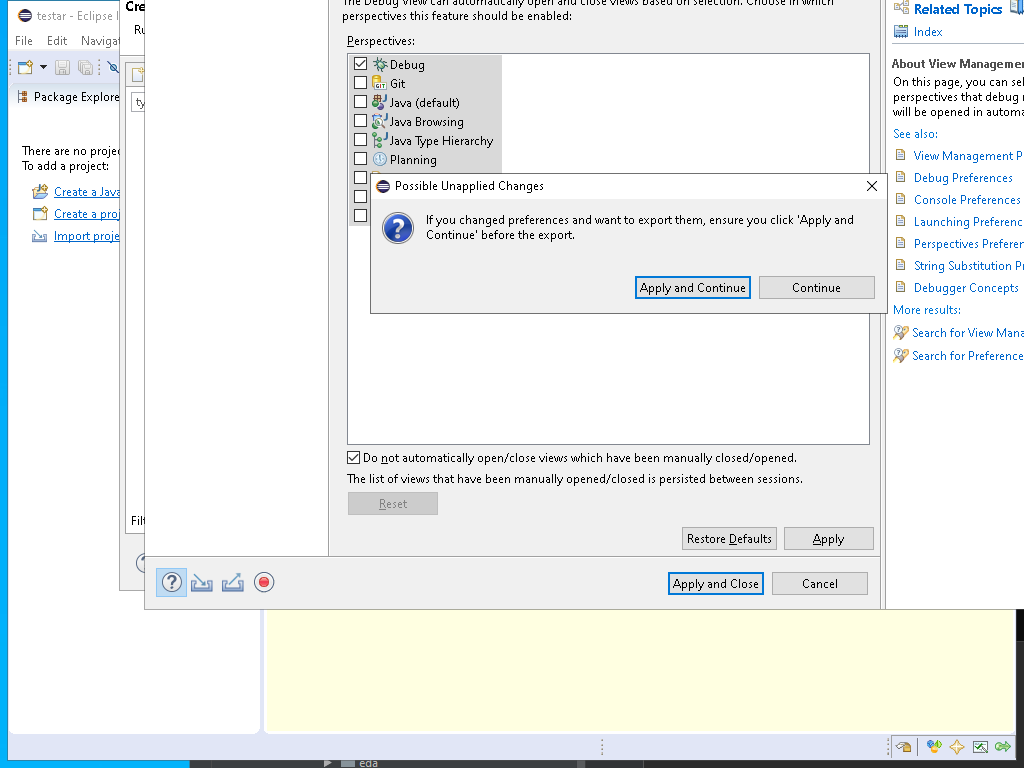 testar - Eclipse I
File Edit Navigat
Package Explore
There are no projec
To add a project:
Create a Java
Create a proj
Import proje
Cre
Ru
ty
Filt
The Debug View can automatically open and close views based on selection. Choose in which
perspectives this feature should be enabled:
Perspectives:
Debug
Git
Java (default)
Java Browsing
Java Type Hierarchy
Planning
Possible Unapplied Changes
If you changed preferences and want to export them, ensure you click 'Apply and
Continue' before the export.
Apply and Continue
Continue
Do not automatically open/close views which have been manually closed/opened.
The list of views that have been manually opened/closed is persisted between sessions.
Reset
Restore Defaults
Apply
Apply and Close
Cancel
Related Topics
Index
About View Managemen
On this page, you can sel
perspectives that debug r
will be opened in automa
See also:
View Management P
Debug Preferences
Console Preferences
Launching Preferenc
Perspectives Preferen
String Substitution Pr
Debugger Concepts
More results:
Search for View Mana
Search for Preference
eda